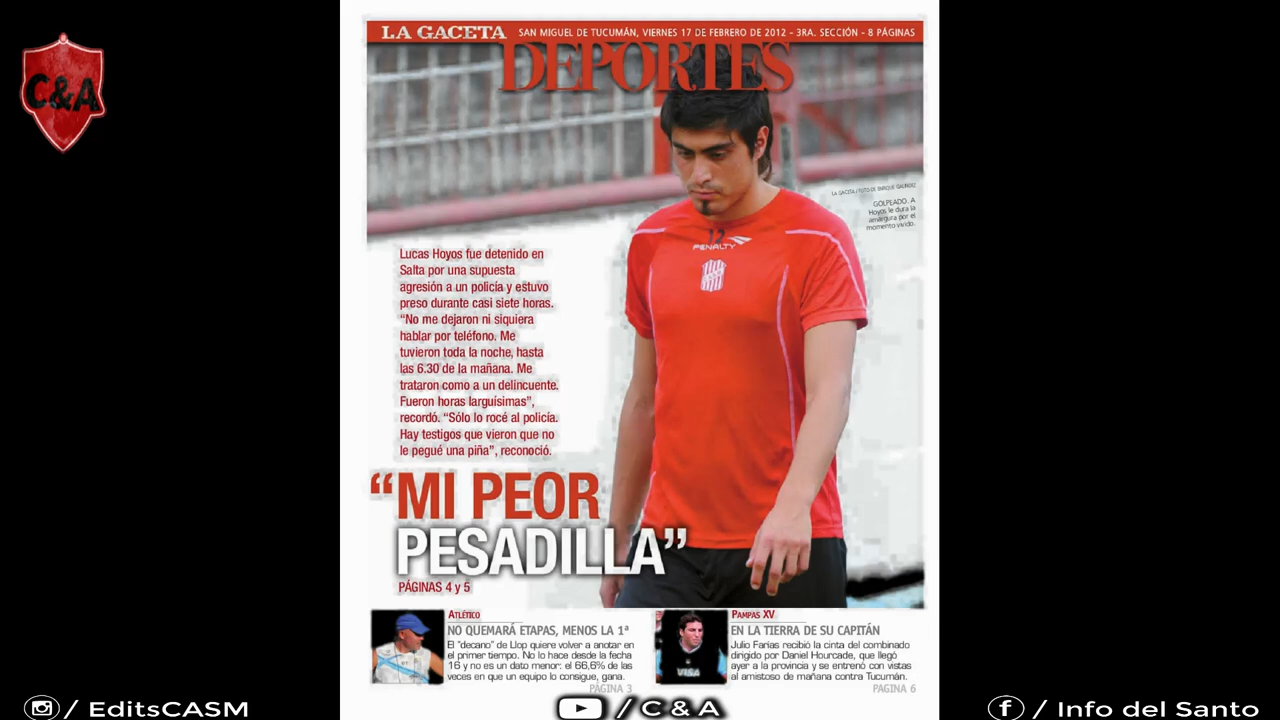 C&A
LA GACETA
SAN MIGUEL DE TUCUMÁN, VIERNES 17 DE FEBRERO DE 2012 - 3RA. SECCIÓN - 8 PÁGINAS
DEPORTES
LA GACETA / FOTO DE ENRIQUE GALINDEZ
GOLPEADO. A
Hoyos le dura la
amargura por el
momento vivido.
12
PENALTY
Lucas Hoyos fue detenido en
Salta por una supuesta
agresión a un policía y estuvo
preso durante casi siete horas.
“No me dejaron ni siquiera
hablar por teléfono. Me
tuvieron toda la noche, hasta
las 6.30 de la mañana. Me
trataron como a un delincuente.
Fueron horas larguísimas”,
recordó. “Sólo lo rocé al policía.
Hay testigos que vieron que no
le pegué una piña”, reconoció.
“MI PEOR
PESADILLA”
PÁGINAS 4 y 5
ATLÉTICO
NO QUEMARÁ ETAPAS, MENOS LA 1ª
El “decano” de Llop quiere volver a anotar en
el primer tiempo. No lo hace desde la fecha
16 y no es un dato menor: el 66,6% de las
veces en que un equipo lo consigue, gana.
PÁGINA 3
VISA
PAMPAS XV
EN LA TIERRA DE SU CAPITÁN
Julio Farías recibió la cinta del combinado
dirigido por Daniel Hourcade, que llegó
ayer a la provincia y se entrenó con vistas
al amistoso de mañana contra Tucumán.
PÁGINA 6
/ EditsCASM
/ C & A
/ Info del Santo